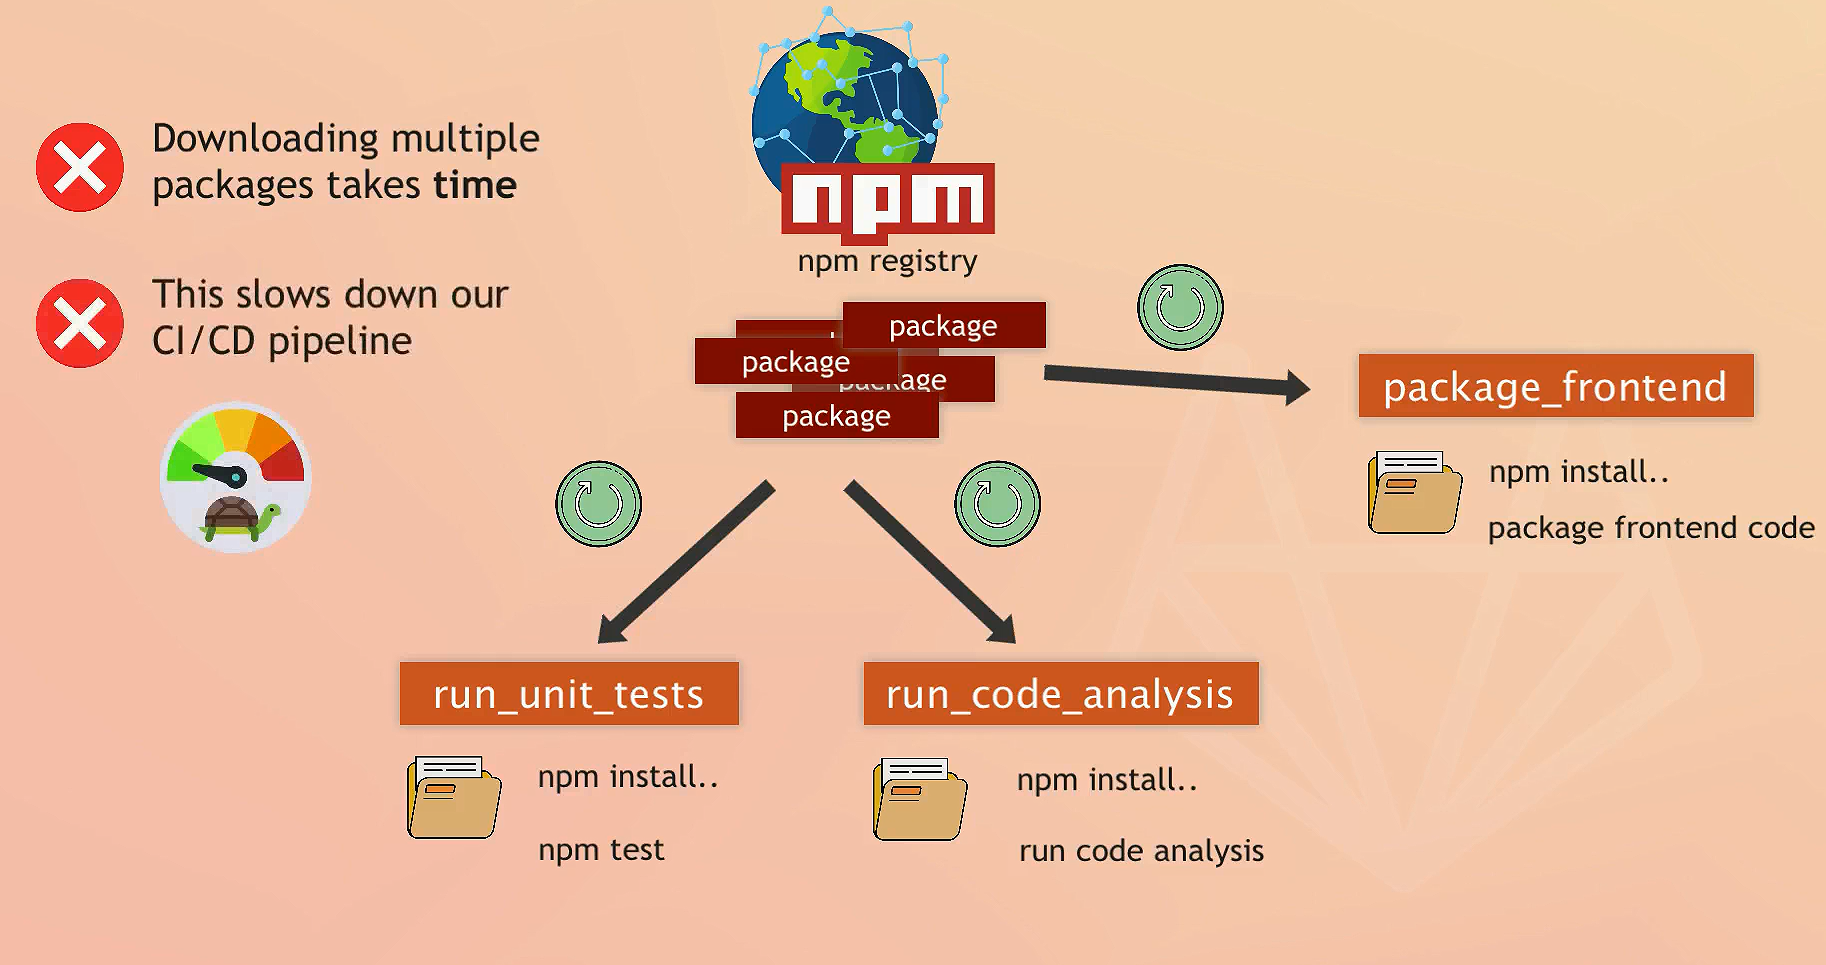 Downloading multiple
packages takes time
This slows down our
CI/CD pipeline
npm
npm registry
package
package
package
package
package_frontend
npm install..
package frontend code
run_unit_tests
npm install..
npm test
run_code_analysis
npm install..
run code analysis